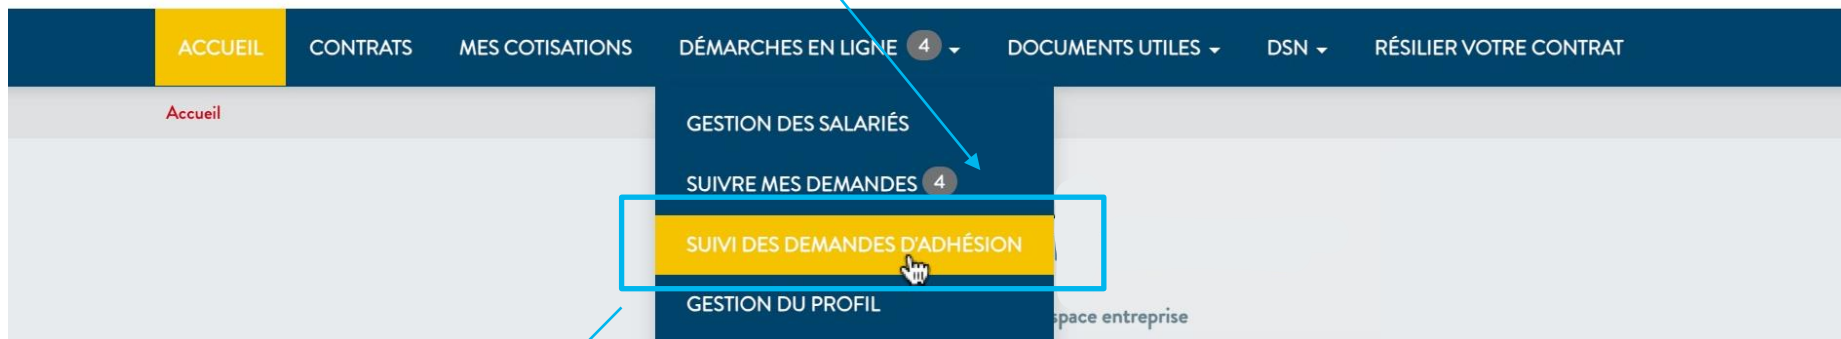 ACCUEIL CONTRATS MES COTISATIONS DÉMARCHES EN LIGNE 4 DOCUMENTS UTILES DSN RÉSILIER VOTRE CONTRAT
Accueil
GESTION DES SALARIÉS
SUIVRE MES DEMANDES 4
SUIVI DES DEMANDES D'ADHÉSION
GESTION DU PROFIL
space entreprise